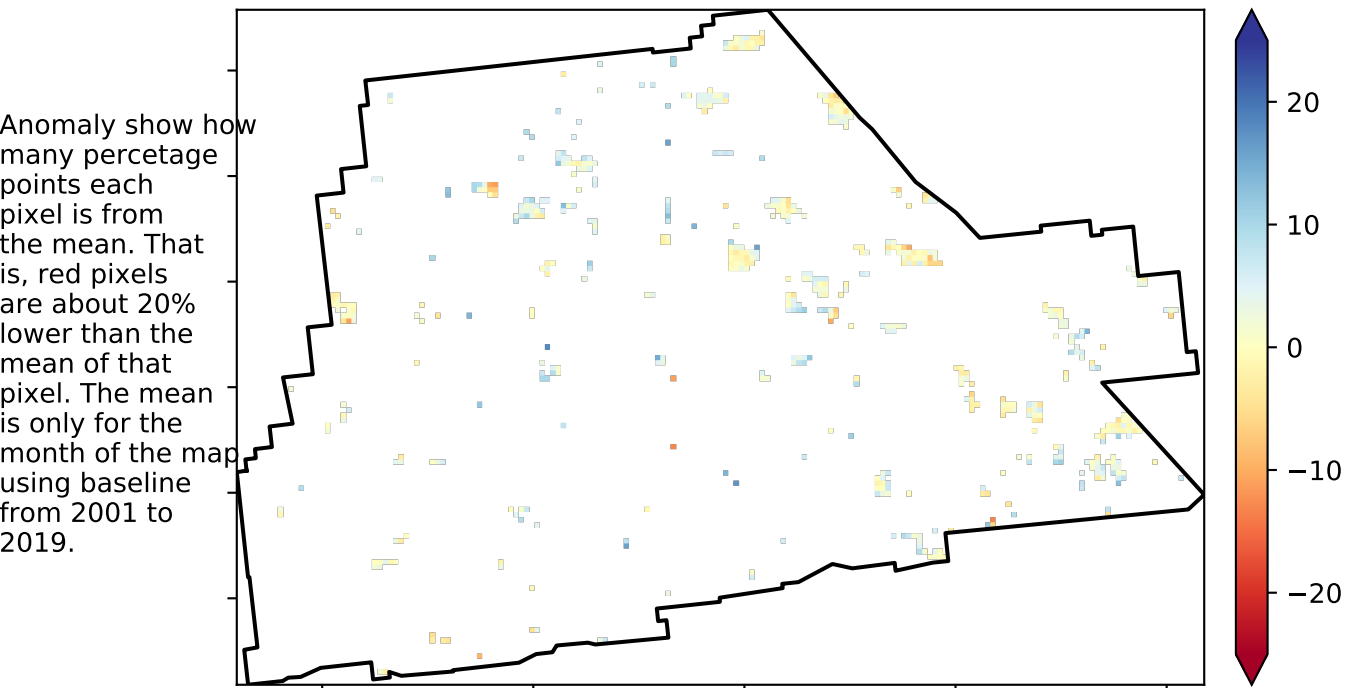 Anomaly show how
many percetage
points each
pixel is from
the mean. That
is, red pixels
are about 20%
lower than the
mean of that
pixel. The mean
is only for the
month of the map
using baseline
from 2001 to
2019.
20
10
0
−10
−20